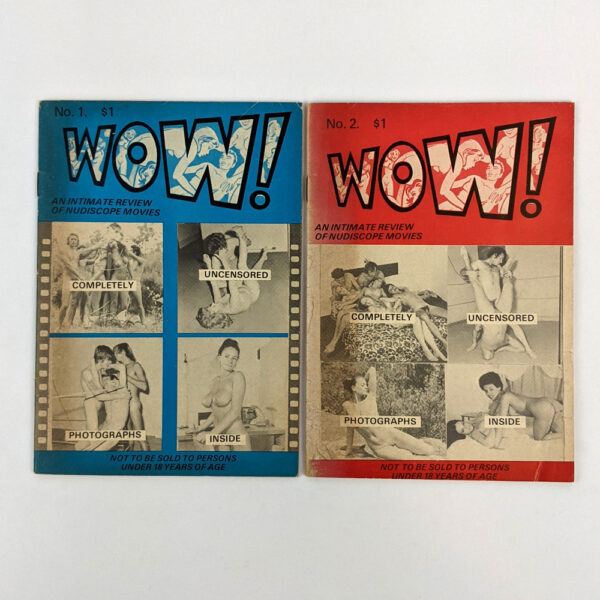 No. 1. $1
WOW!
AN INTIMATE REVIEW
OF NUDISCOPE MOVIES
COMPLETELY
UNCENSORED
PHOTOGRAPHS
INSIDE
NOT TO BE SOLD TO PERSONS
UNDER 18 YEARS OF AGE
No. 2. $1
WOW!
AN INTIMATE REVIEW
OF NUDISCOPE MOVIES
COMPLETELY
UNCENSORED
PHOTOGRAPHS
INSIDE
NOT TO BE SOLD TO PERSONS
UNDER 18 YEARS OF AGE